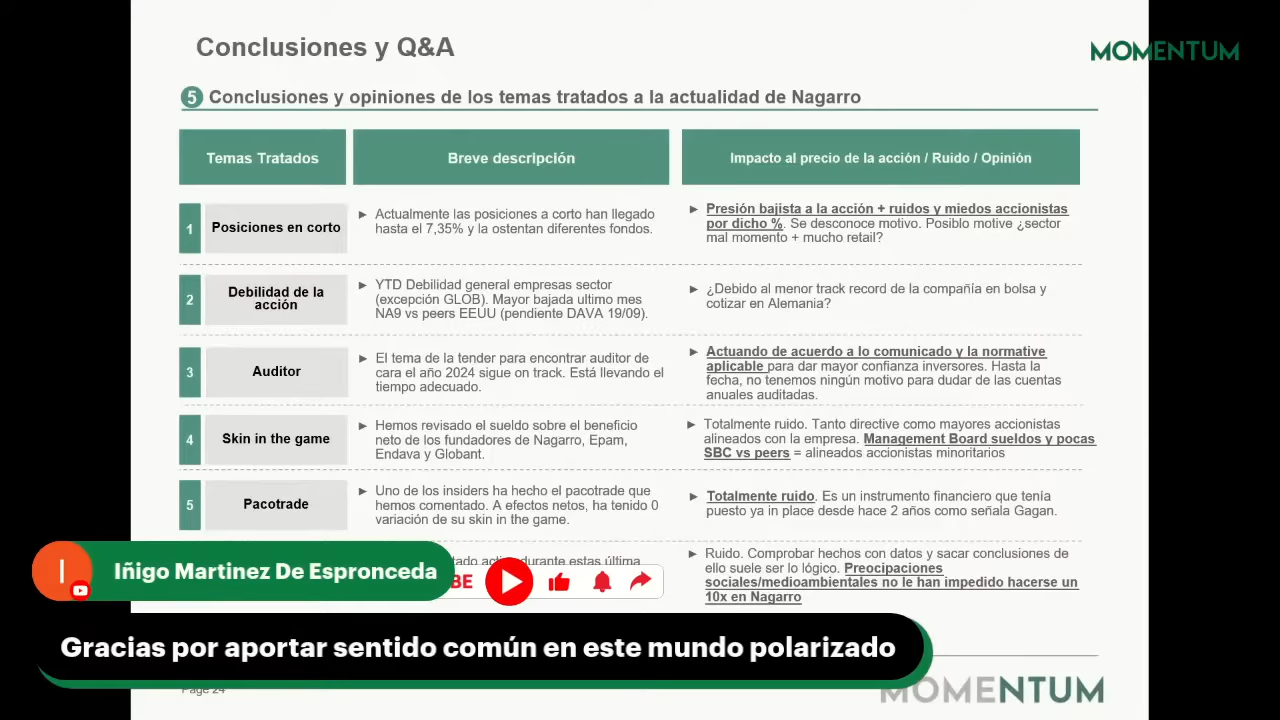 Conclusiones y Q&A
MOMENTUM
5 Conclusiones y opiniones de los temas tratados a la actualidad de Nagarro
Temas Tratados
Breve descripción
Impacto al precio de la acción / Ruido / Opinión
1
Posiciones en corto
► Actualmente las posiciones a corto han llegado
hasta el 7,35% y la ostentan diferentes fondos.
► Presión bajista a la acción + ruidos y miedos accionistas
por dicho %. Se desconoce motivo. Posiblo motive ¿sector
mal momento + mucho retail?
2
Debilidad de la
acción
► YTD Debilidad general empresas sector
(excepción GLOB). Mayor bajada ultimo mes
NA9 vs peers EEUU (pendiente DAVA 19/09).
► ¿Debido al menor track record de la compañía en bolsa y
cotizar en Alemania?
3
Auditor
► El tema de la tender para encontrar auditor de
cara el año 2024 sigue on track. Está llevando el
tiempo adecuado.
► Actuando de acuerdo a lo comunicado y la normative
aplicable para dar mayor confianza inversores. Hasta la
fecha, no tenemos ningún motivo para dudar de las cuentas
anuales auditadas.
4
Skin in the game
► Hemos revisado el sueldo sobre el beneficio
neto de los fundadores de Nagarro, Epam,
Endava y Globant.
► Totalmente ruido. Tanto directive como mayores accionistas
alineados con la empresa. Management Board sueldos y pocas
SBC vs peers = alineados accionistas minoritarios
5
Pacotrade
► Uno de los insiders ha hecho el pacotrade que
hemos comentado. A efectos netos, ha tenido 0
variación de su skin in the game.
► Totalmente ruido. Es un instrumento financiero que tenía
puesto ya in place desde hace 2 años como señala Gagan.
durante estas última
► Ruido. Comprobar hechos con datos y sacar conclusiones de
ello suele ser lo lógico. Preocipaciones
sociales/medioambientales no le han impedido hacerse un
10x en Nagarro
BE
I
Iñigo Martinez De Espronceda
Gracias por aportar sentido común en este mundo polarizado
Page 24
MOMENTUM